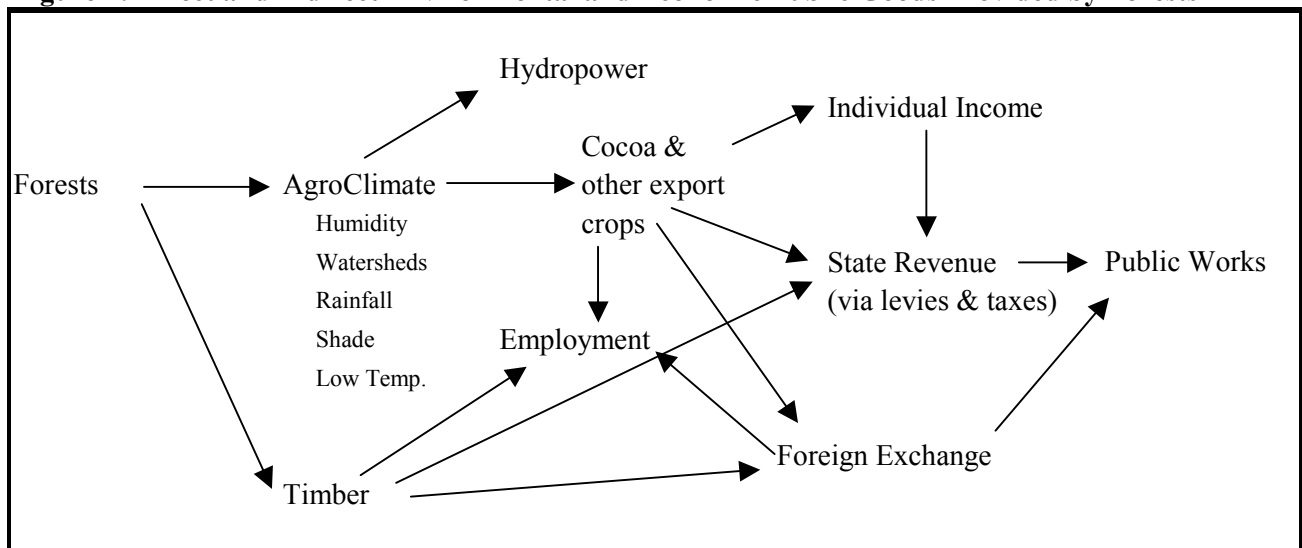 Hydropower
Individual Income
Cocoa &
Forests
AgroClimate
other export
Humidity
crops
Watersheds
State Revenue
Public Works
Rainfall
(via levies & taxes)
Shade
Employment
Low Temp.
Foreign Exchange
Timber